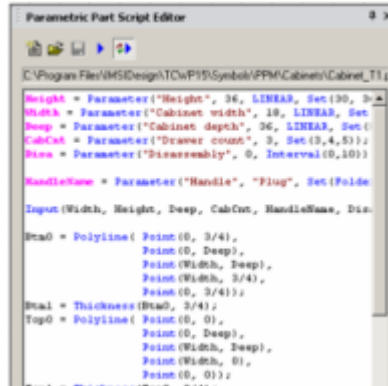 Parametric Part Script Editor
C:\Program Files\IMSIDesign\TCWP15\Symbols\PPM\Cabinets\Cabinet_T1.p
Height = Parameter("Height", 36, LINEAR, Set(30, 3
Width = Parameter("Cabinet width", 18, LINEAR, Set
Deep = Parameter("Cabinet depth", 36, LINEAR, Set(
CabCnt = Parameter("Drawer count", 3, Set(3,4,5));
Disa = Parameter("Disassembly", 0, Interval(0,10))
HandleName = Parameter("Handle", "Plug", Set(Folde
Input(Width, Height, Deep, CabCnt, HandleName, Dis
Btm0 = Polyline( Point(0, 3/4),
Point(0, Deep),
Point(Width, Deep),
Point(Width, 3/4),
Point(0, 3/4));
Btm1 = Thickness(Btm0, 3/4);
Top0 = Polyline( Point(0, 0),
Point(0, Deep),
Point(Width, Deep),
Point(Width, 0),
Point(0, 0));